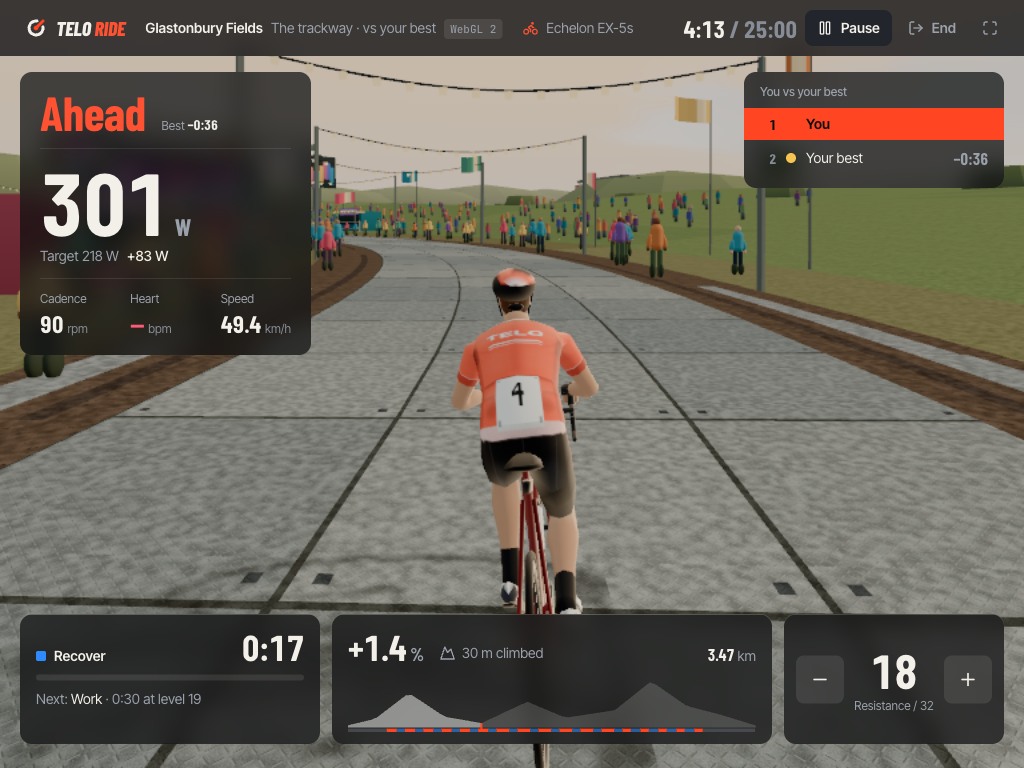 TELO RIDE Glastonbury Fields The trackway · vs your best WebGL 2 Echelon EX-5s 4:13 / 25:00 Pause End
Ahead Best −0:36
301 W
Target 218 W +83 W
Cadence Heart Speed
90 rpm – bpm 49.4 km/h
You vs your best
1 You
2 Your best −0:36
TELO
4
Recover 0:17
Next: Work · 0:30 at level 19
+1.4 % 30 m climbed 3.47 km
− 18 +
Resistance / 32